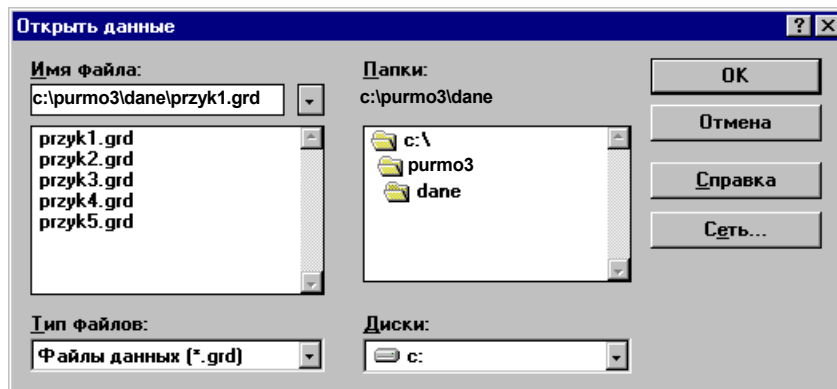 Открыть данные
Имя файла:
c:\purmo3\dane\przyk1.grd
przyk1.grd
przyk2.grd
przyk3.grd
przyk4.grd
przyk5.grd
Тип файлов:
Файлы данных (*.grd)
Папки:
c:\purmo3\dane
c:\
purmo3
dane
Диски:
c:
OK
Отмена
Справка
Сеть...